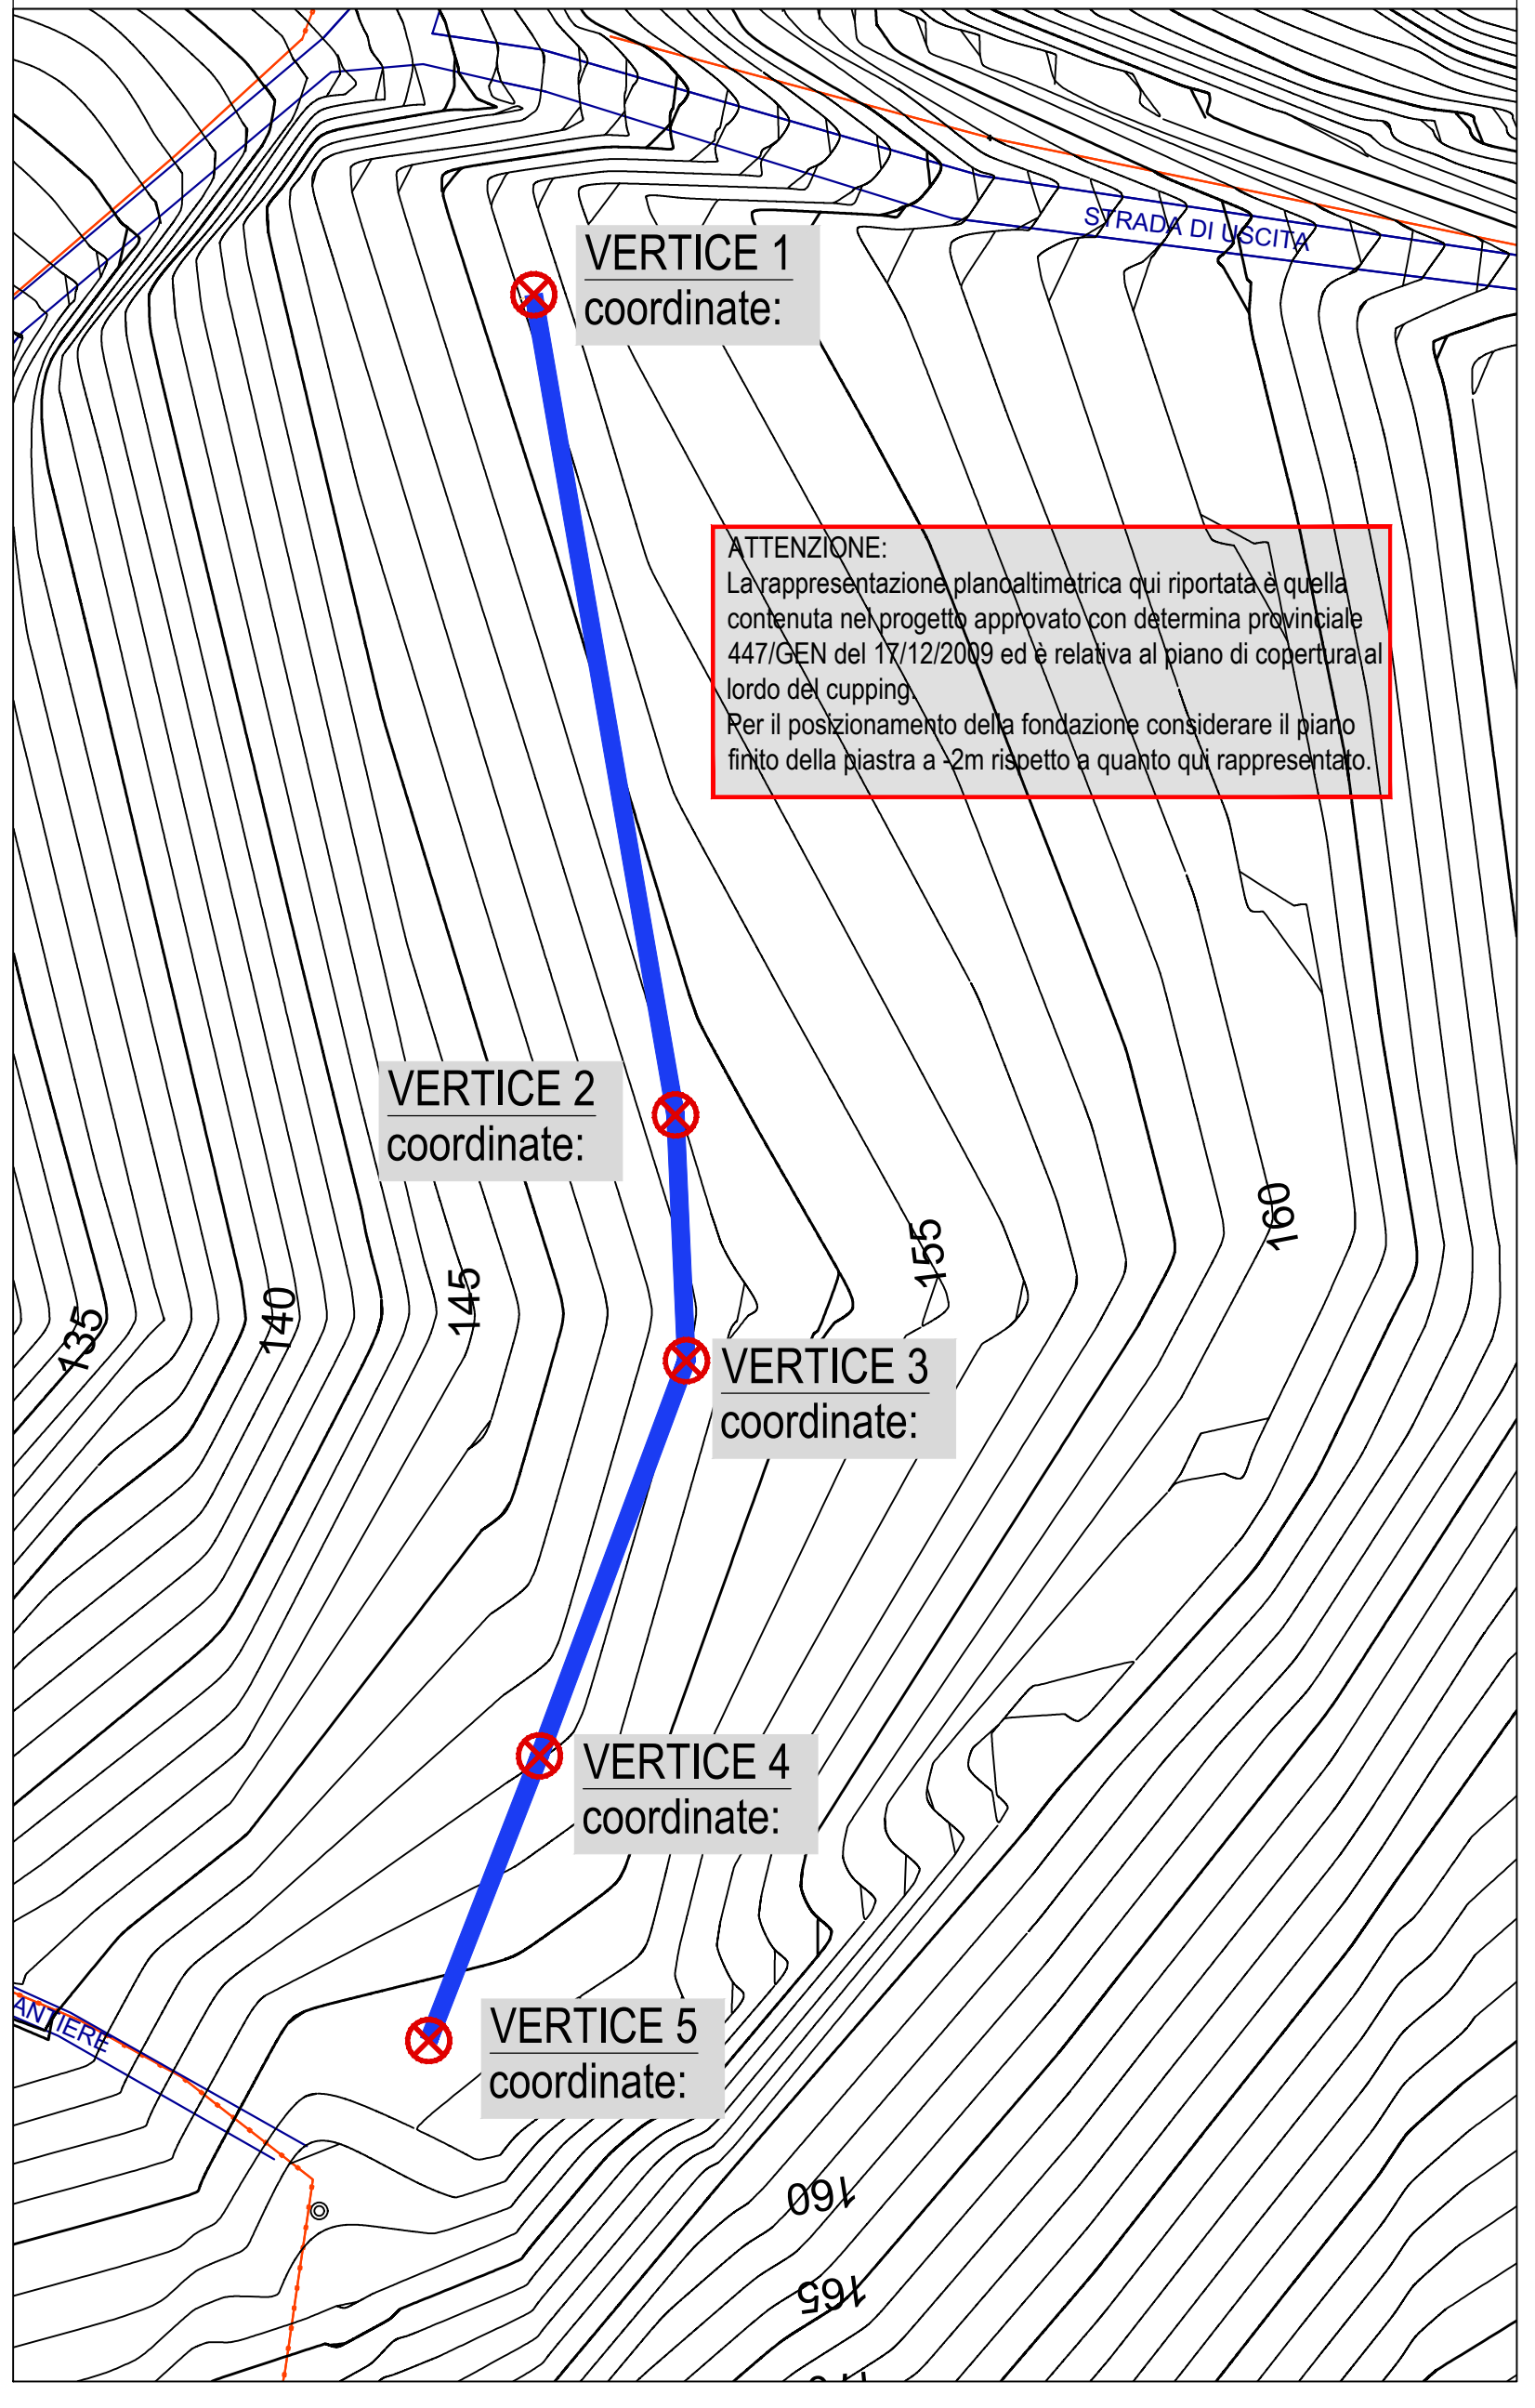 STRADA DI USCITA
VERTICE 1
coordinate:
ATTENZIONE:
La rappresentazione planoaltimetrica qui riportata è quella
contenuta nel progetto approvato con determina provinciale
447/GEN del 17/12/2009 ed è relativa al piano di copertura al
lordo del cupping.
Per il posizionamento della fondazione considerare il piano
finito della piastra a -2m rispetto a quanto qui rappresentato.
VERTICE 2
coordinate:
135
140
145
155
160
VERTICE 3
coordinate:
VERTICE 4
coordinate:
ANTIERE
VERTICE 5
coordinate:
160
165